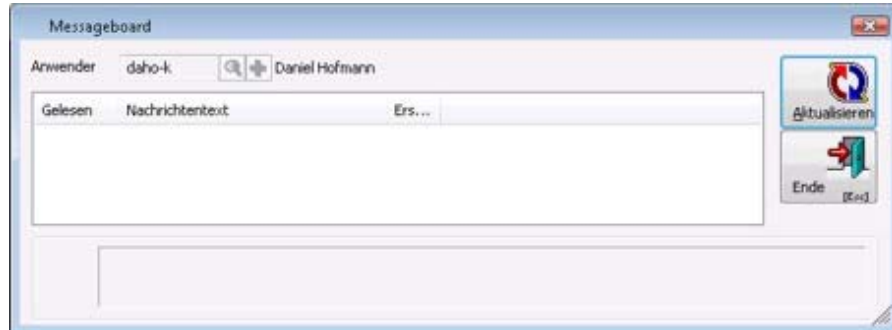 Messageboard
Anwender daho-k Daniel Hofmann
Gelesen Nachrichtentext Ers...
Aktualisieren
Ende
[Esc]